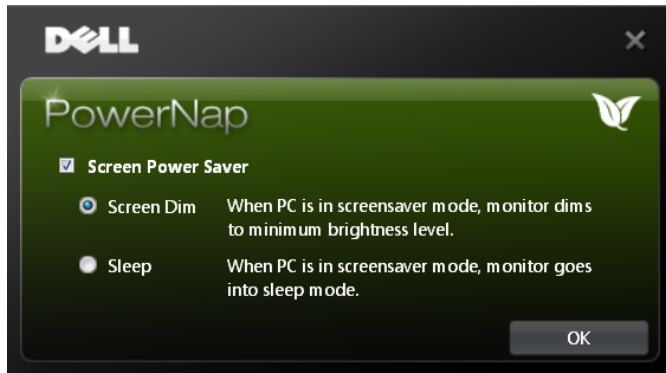 DELL
PowerNap
Screen Power Saver
Screen Dim When PC is in screensaver mode, monitor dims
to minimum brightness level.
Sleep When PC is in screensaver mode, monitor goes
into sleep mode.
OK